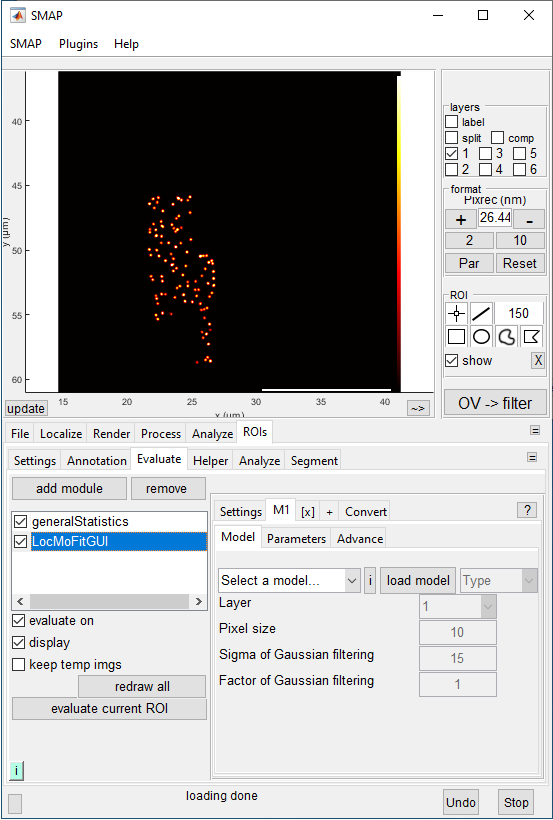 SMAP
SMAP Plugins Help
layers
label
split comp
1 3 5
2 4 6
format
Pixrec (nm)
+ 26.44 -
2 10
Par Reset
ROI
150
show X
OV -> filter
40
45
50
55
60
y (µm)
15 20 25 30 35 40
x (µm)
update
~>
File Localize Render Process Analyze ROIs =
Settings Annotation Evaluate Helper Analyze Segment =
add module remove
generalStatistics
LocMoFitGUI
evaluate on
display
keep temp imgs
redraw all
evaluate current ROI
i
Settings M1 [x] + Convert ?
Model Parameters Advance
Select a model... i load model Type
Layer 1
Pixel size 10
Sigma of Gaussian filtering 15
Factor of Gaussian filtering 1
loading done
Undo Stop